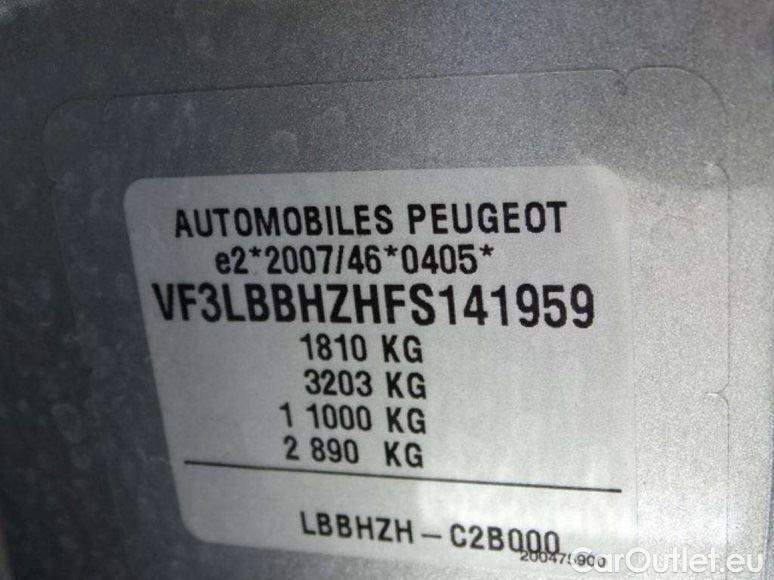 AUTOMOBILES PEUGEOT
e2*2007/46*0405*
VF3LBBHZHFS141959
1810 KG
3203 KG
1 1000 KG
2 890 KG
LBBHZH-C2B000
CarOutlet.eu